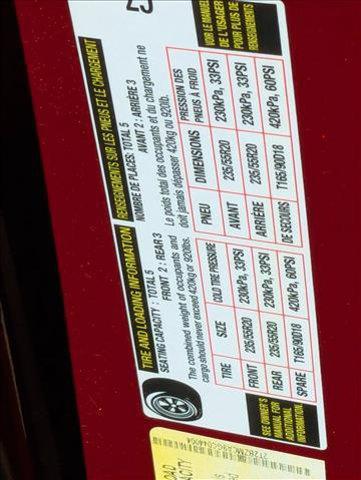 TIRE AND LOADING INFORMATION
SEATING CAPACITY : TOTAL 5
FRONT 2 : REAR 3
The combined weight of occupants and
cargo should never exceed 420kg or 920lbs.
TIRE SIZE COLD TIRE PRESSURE
FRONT 235/55R20 230kPa, 33PSI
REAR 235/55R20 230kPa, 33PSI
SPARE T165/90D18 420kPa, 60PSI
SEE OWNER'S
MANUAL FOR
ADDITIONAL
INFORMATION
RENSEIGNEMENTS SUR LES PNEUS ET LE CHARGEMENT
NOMBRE DE PLACES: TOTAL 5
AVANT 2 : ARRIÈRE 3
Le poids total des occupants et du chargement ne
doit jamais dépasser 420kg ou 920lb.
PNEU DIMENSIONS PRESSION DES
PNEUS À FROID
AVANT 235/55R20 230kPa, 33PSI
ARRIÈRE 235/55R20 230kPa, 33PSI
DE SECOURS T165/90D18 420kPa, 60PSI
VOIR LE MANUEL
DE L'USAGER
POUR PLUS DE
RENSEIGNEMENTS